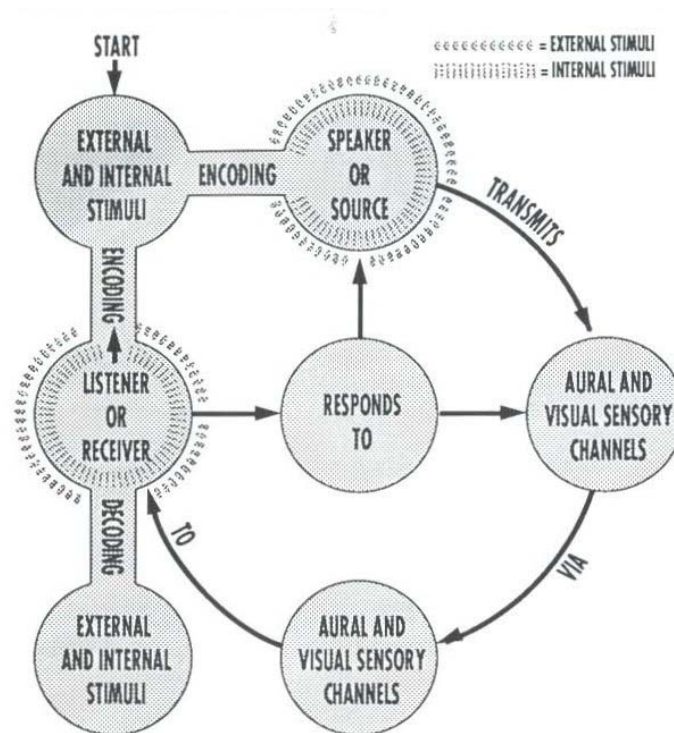 START
= EXTERNAL STIMULI
= INTERNAL STIMULI
EXTERNAL
AND INTERNAL
STIMULI
ENCODING
SPEAKER
OR
SOURCE
TRANSMITS
ENCODING
LISTENER
OR
RECEIVER
RESPONDS
TO
AURAL AND
VISUAL SENSORY
CHANNELS
DECODING
TO
VIA
EXTERNAL
AND INTERNAL
STIMULI
AURAL AND
VISUAL SENSORY
CHANNELS